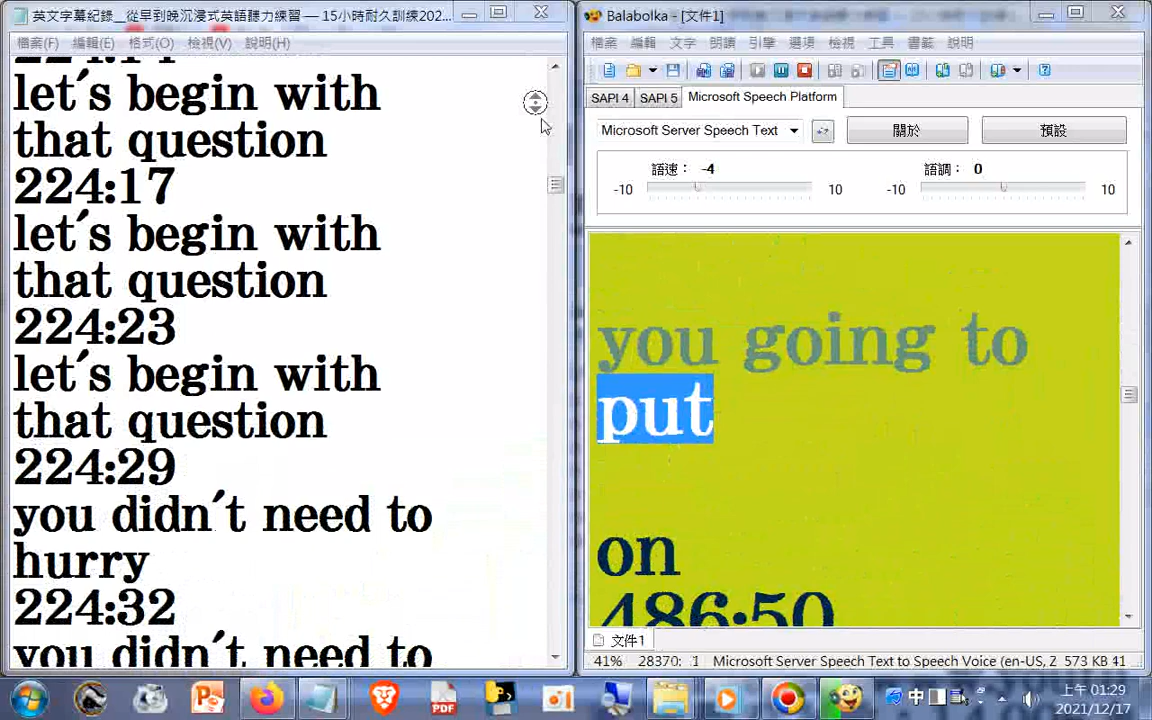 英文字幕紀錄__從早到晚沉浸式英語聽力練習 — 15小時耐久訓練202...
檔案(F) 編輯(E) 格式(O) 檢視(V) 說明(H)
let's begin with
that question
224:17
let's begin with
that question
224:23
let's begin with
that question
224:29
you didn't need to
hurry
224:32
you didn't need to
Balabolka - [文件1]
檔案 編輯 文字 朗讀 引擎 選項 檢視 工具 書籤 說明
SAPI 4 SAPI 5 Microsoft Speech Platform
Microsoft Server Speech Text 關於 預設
語速： -4 語調： 0
-10 10 -10 10
you going to
put
on
486:50
文件1
41% 28370: 1 Microsoft Server Speech Text to Speech Voice (en-US, Z 573 KB 41
中 上午 01:29
2021/12/17